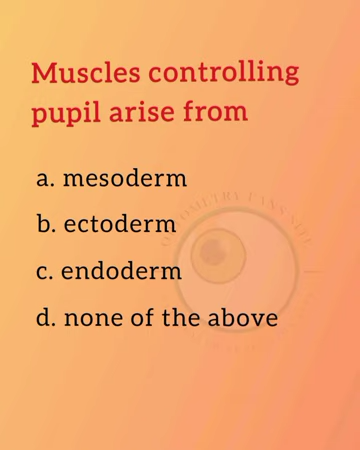 Muscles controlling
pupil arise from
a. mesoderm
b. ectoderm
c. endoderm
d. none of the above